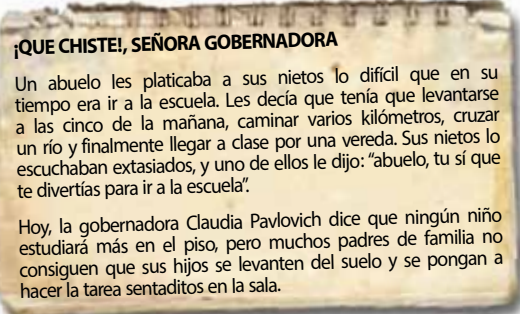 ¡QUE CHISTE!, SEÑORA GOBERNADORA
Un abuelo les platicaba a sus nietos lo difícil que en su
tiempo era ir a la escuela. Les decía que tenía que levantarse
a las cinco de la mañana, caminar varios kilómetros, cruzar
un río y finalmente llegar a clase por una vereda. Sus nietos lo
escuchaban extasiados, y uno de ellos le dijo: “abuelo, tu sí que
te divertías para ir a la escuela”.
Hoy, la gobernadora Claudia Pavlovich dice que ningún niño
estudiará más en el piso, pero muchos padres de familia no
consiguen que sus hijos se levanten del suelo y se pongan a
hacer la tarea sentaditos en la sala.